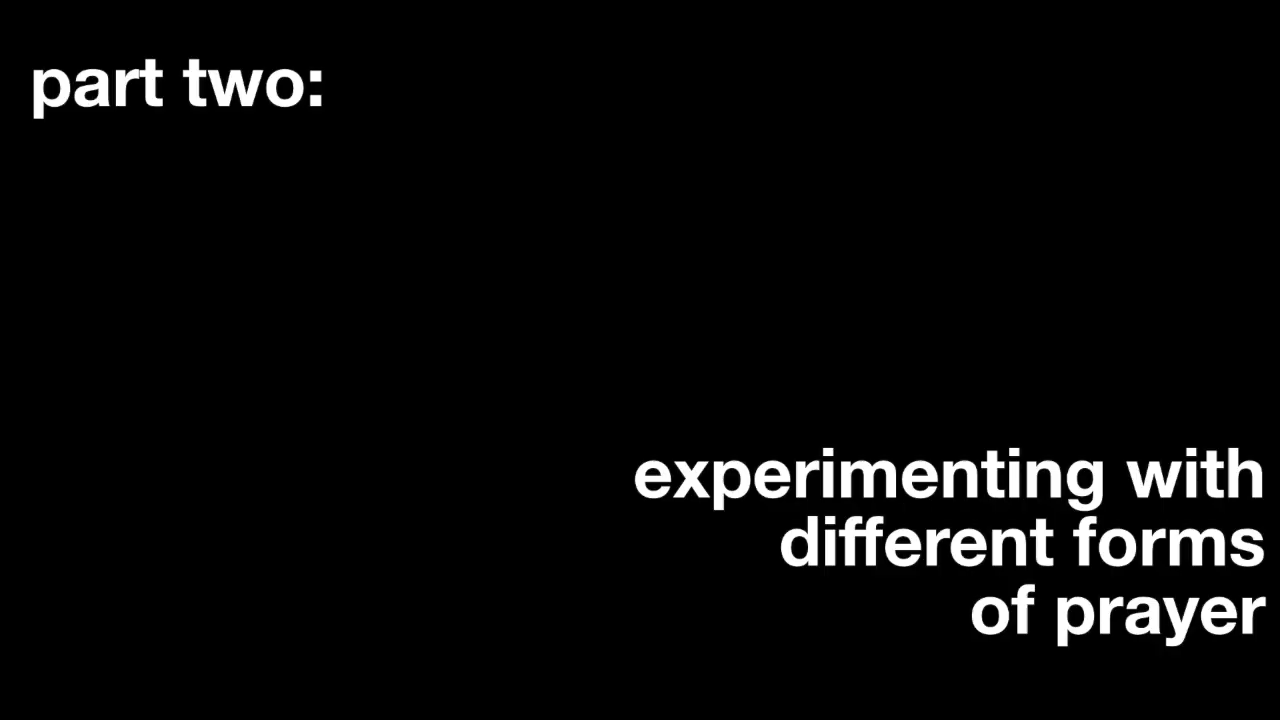 part two:
experimenting with
different forms
of prayer